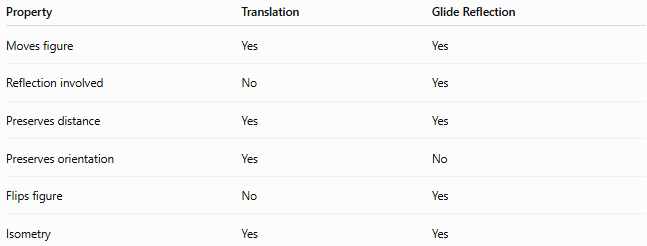 Property Translation Glide Reflection
Moves figure Yes Yes
Reflection involved No Yes
Preserves distance Yes Yes
Preserves orientation Yes No
Flips figure No Yes
Isometry Yes Yes